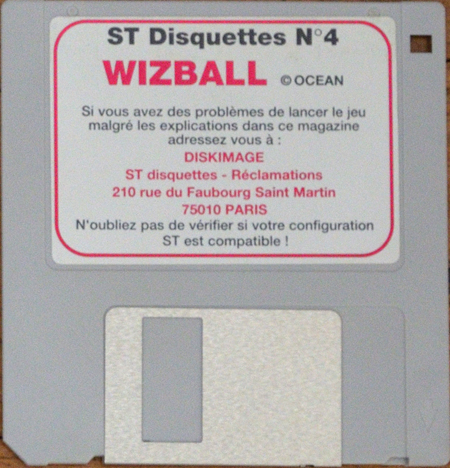 ST Disquettes N°4
WIZBALL © OCEAN
Si vous avez des problèmes de lancer le jeu
malgré les explications dans ce magazine
adressez vous à :
DISKIMAGE
ST disquettes - Réclamations
210 rue du Faubourg Saint Martin
75010 PARIS
N'oubliez pas de vérifier si votre configuration
ST est compatible !